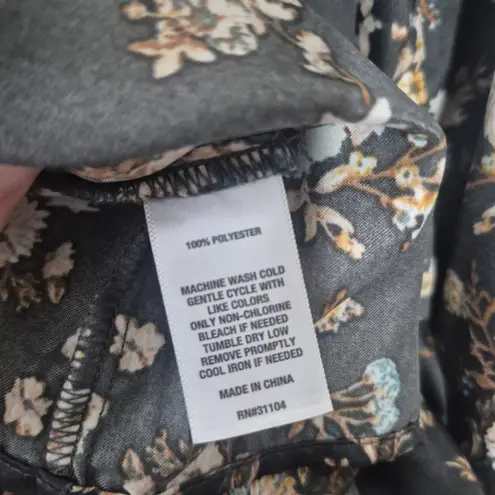 100% POLYESTER
MACHINE WASH COLD
GENTLE CYCLE WITH
LIKE COLORS
ONLY NON-CHLORINE
BLEACH IF NEEDED
TUMBLE DRY LOW
REMOVE PROMPTLY
COOL IRON IF NEEDED
MADE IN CHINA
RN#31104